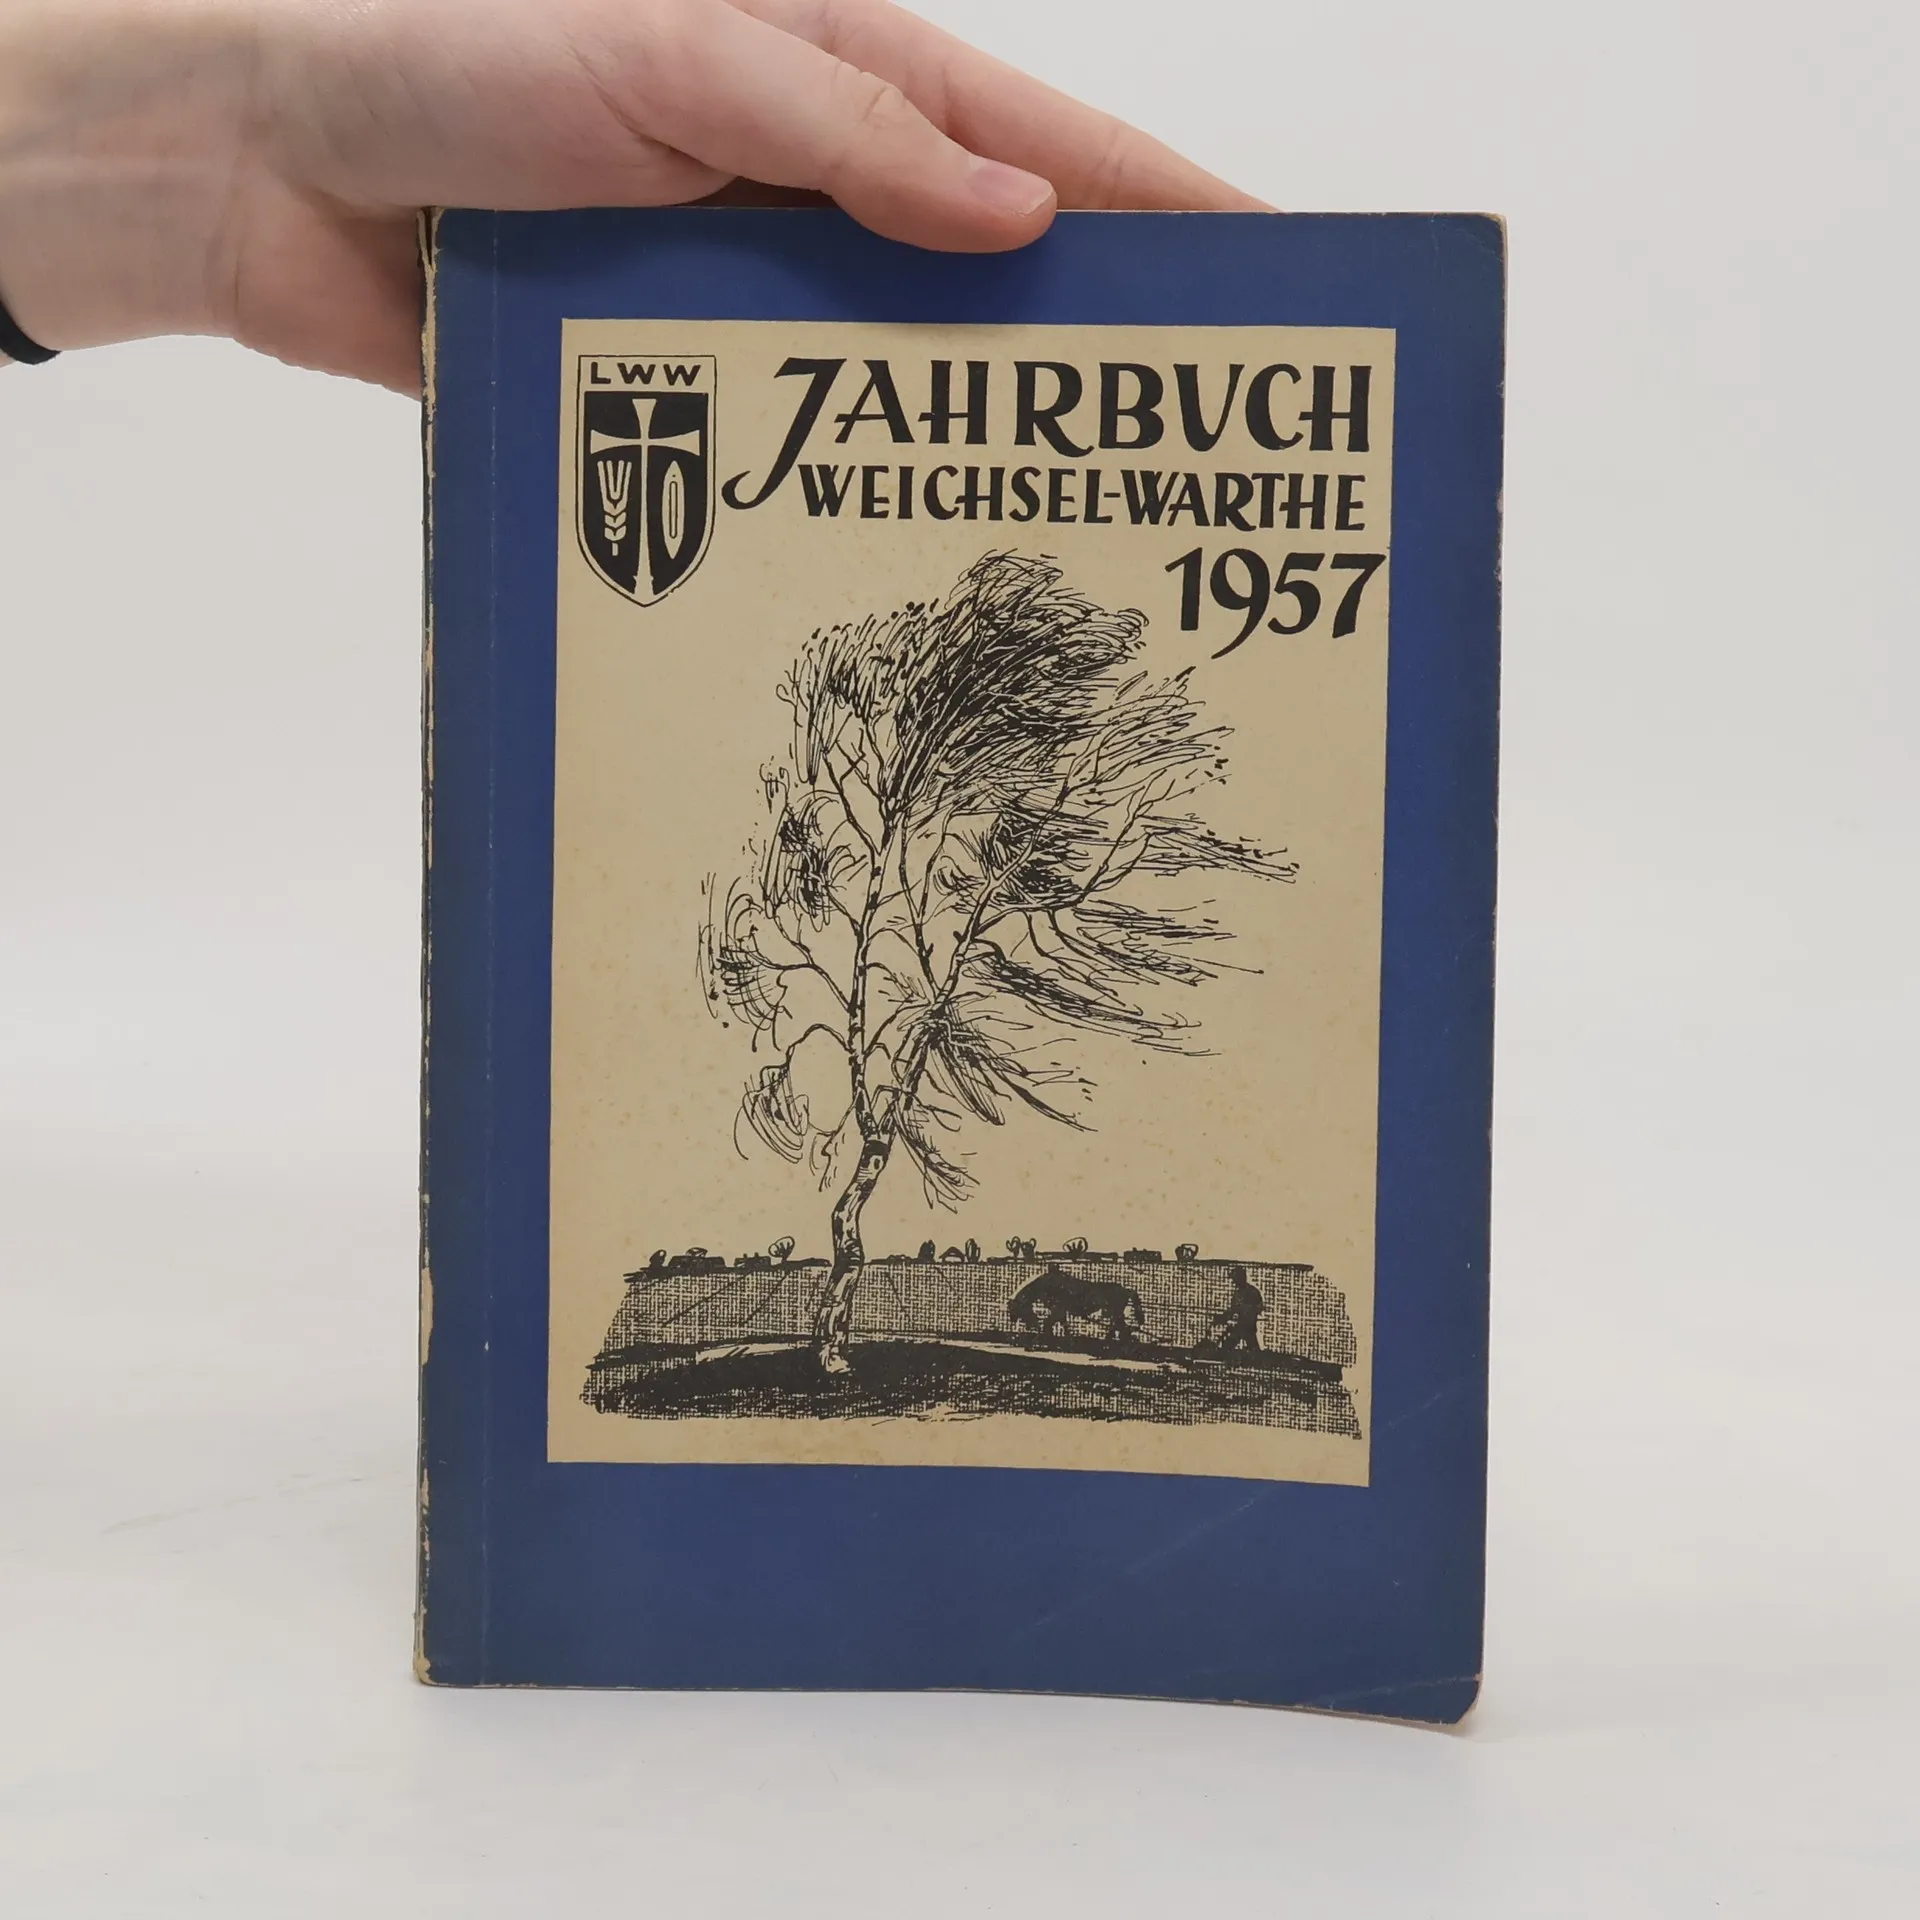 LWW
JAHRBUCH
WEICHSEL-WARTHE
1957